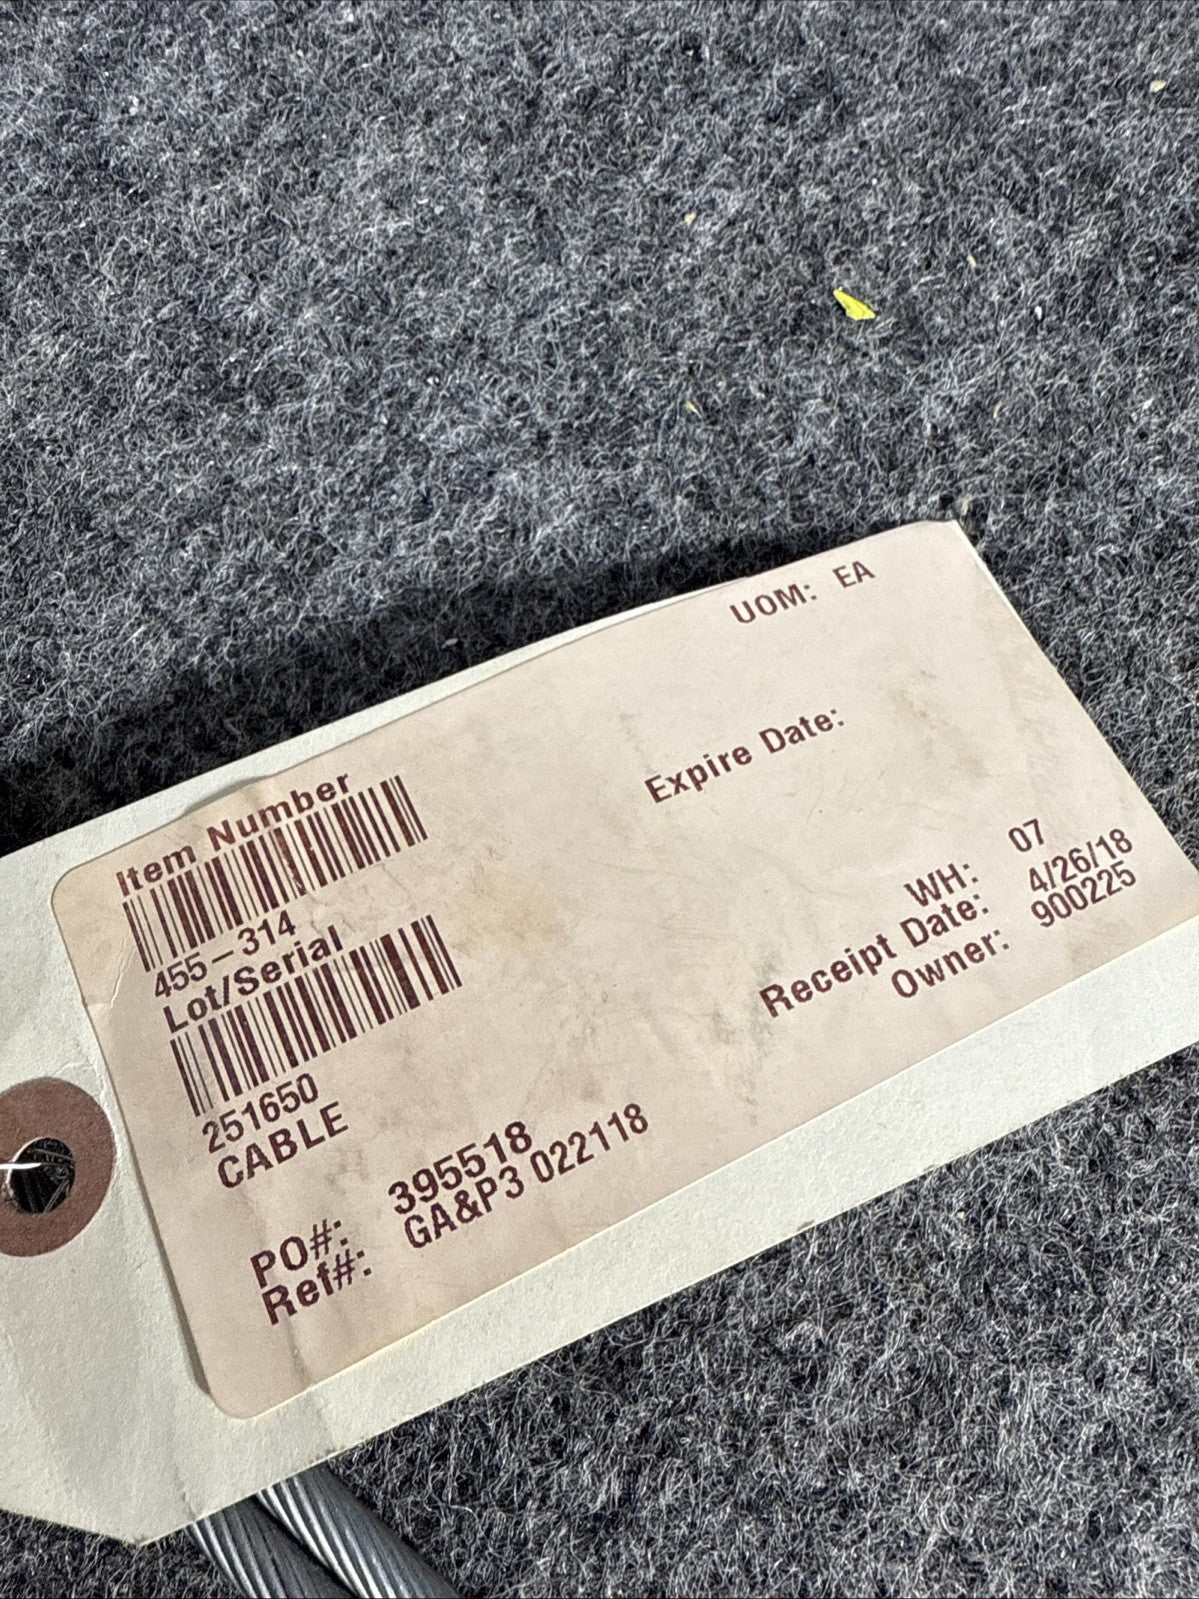 UOM: EA
Item Number
455-314
Expire Date:
Lot/Serial
251650
WH: 07
Receipt Date: 4/26/18
Owner: 900225
CABLE
PO#: 395518
Ref#: GA&P3 022118